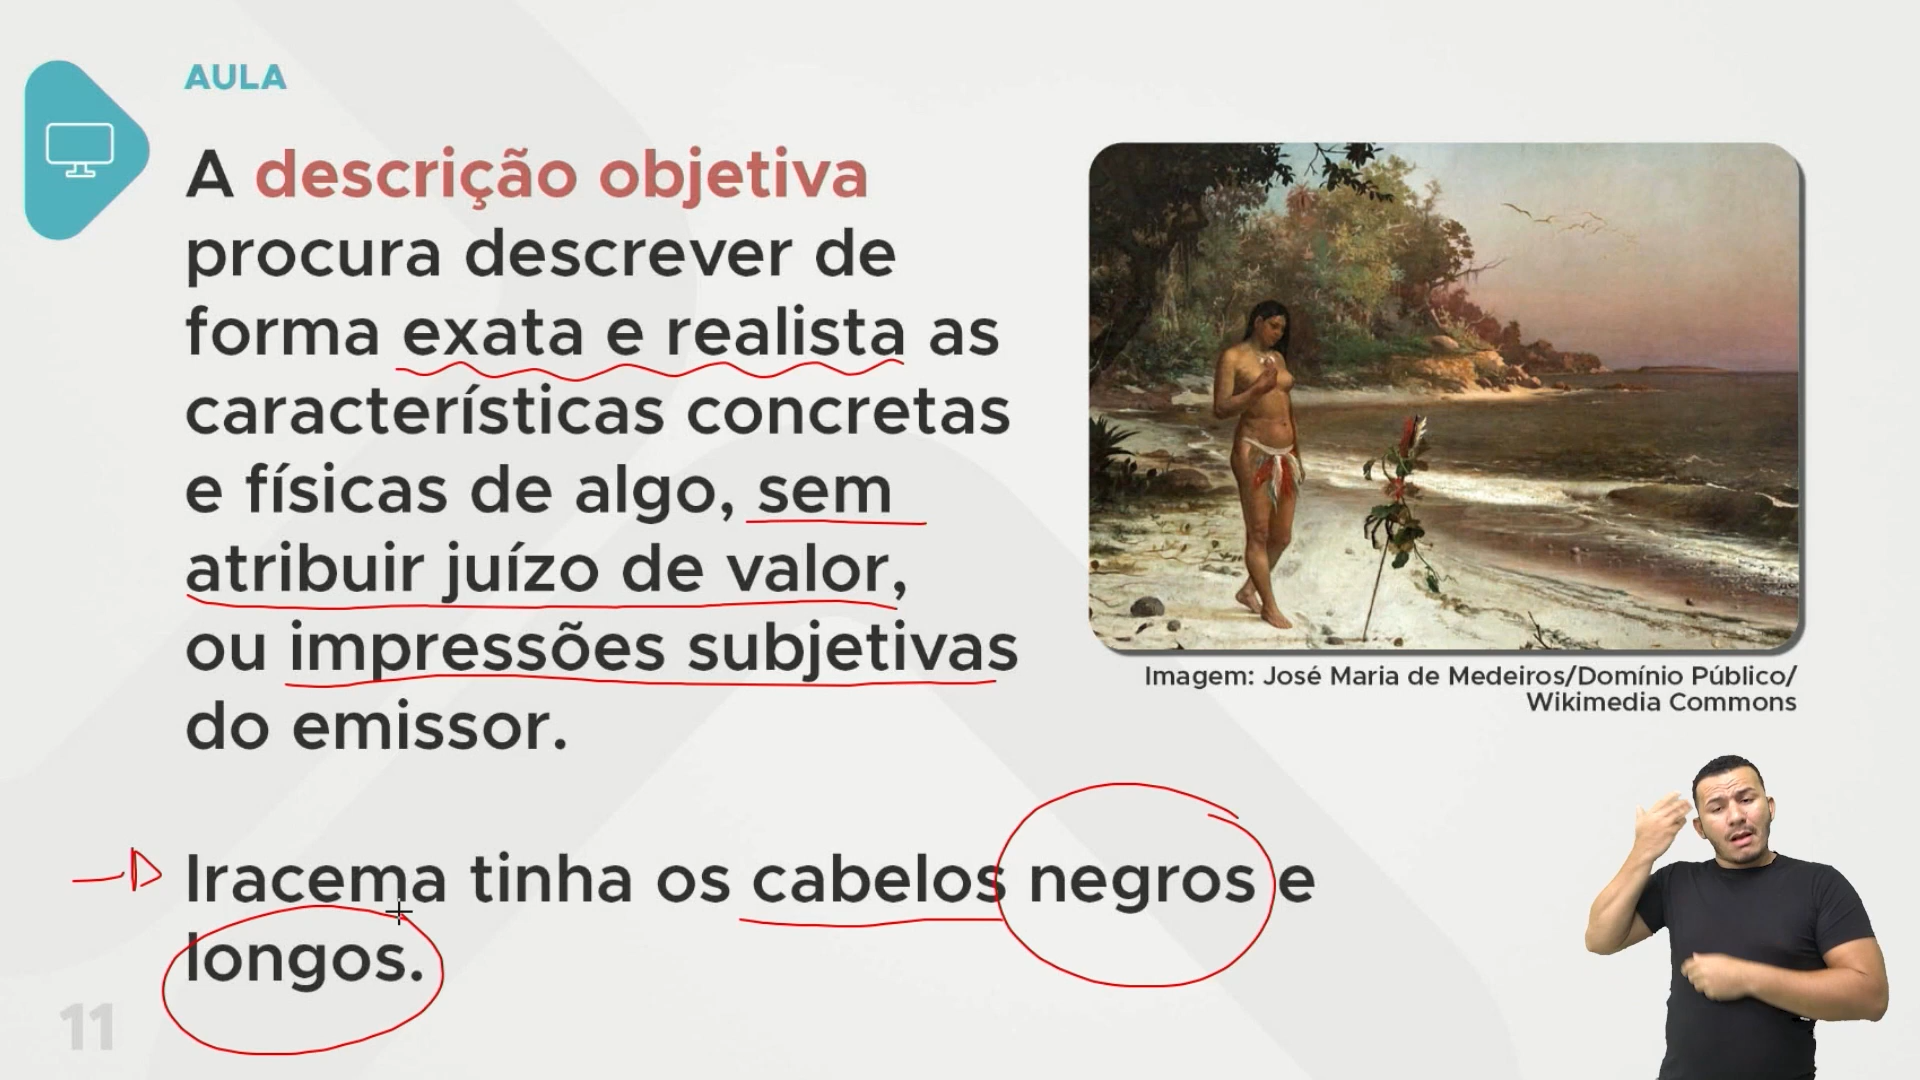 AULA
A descrição objetiva
procura descrever de
forma exata e realista as
características concretas
e físicas de algo, sem
atribuir juízo de valor,
ou impressões subjetivas
do emissor.
Imagem: José Maria de Medeiros/Domínio Público/
Wikimedia Commons
Iracema tinha os cabelos negros e
longos.
11